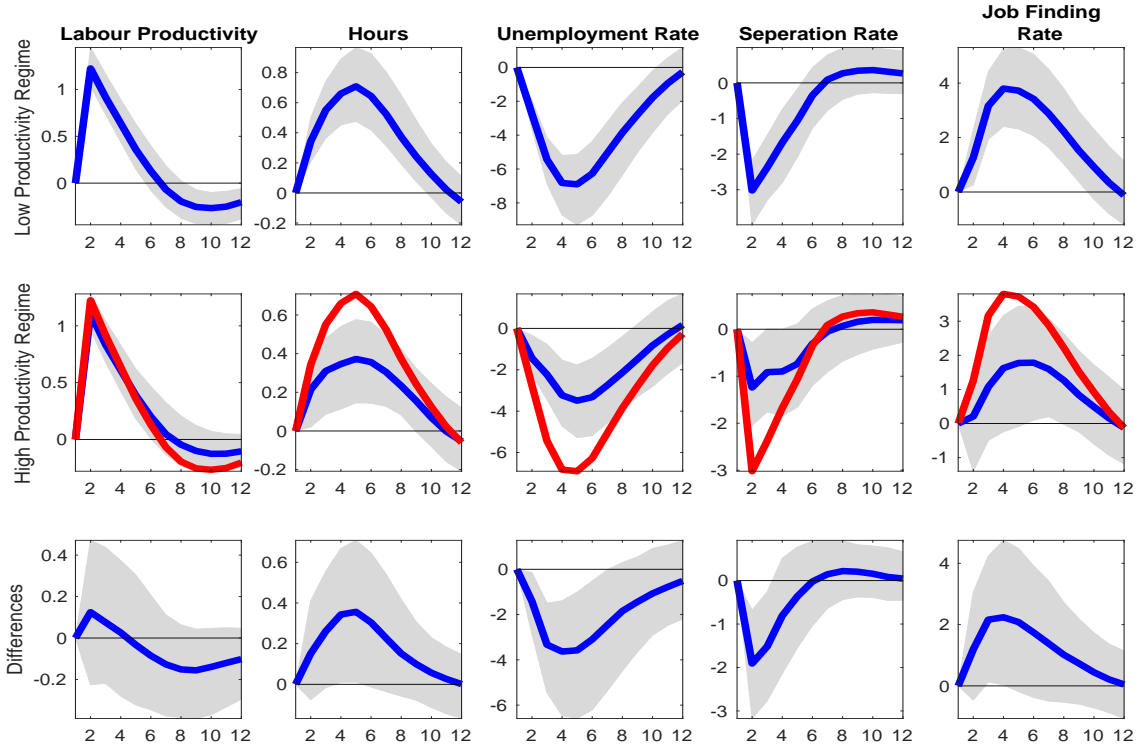 Labour Productivity
Hours
Unemployment Rate
Seperation Rate
Job Finding
Rate
Low Productivity Regime
1
0.5
0
2 4 6 8 10 12
0.8
0.6
0.4
0.2
0
-0.2
2 4 6 8 10 12
0
-2
-4
-6
-8
2 4 6 8 10 12
0
-1
-2
-3
2 4 6 8 10 12
4
2
0
2 4 6 8 10 12
High Productivity Regime
1
0.5
0
2 4 6 8 10 12
0.6
0.4
0.2
0
-0.2
2 4 6 8 10 12
0
-2
-4
-6
2 4 6 8 10 12
0
-1
-2
-3
2 4 6 8 10 12
3
2
1
0
-1
2 4 6 8 10 12
Differences
0.4
0.2
0
-0.2
2 4 6 8 10 12
0.6
0.4
0.2
0
2 4 6 8 10 12
0
-2
-4
-6
2 4 6 8 10 12
0
-1
-2
-3
2 4 6 8 10 12
4
2
0
2 4 6 8 10 12